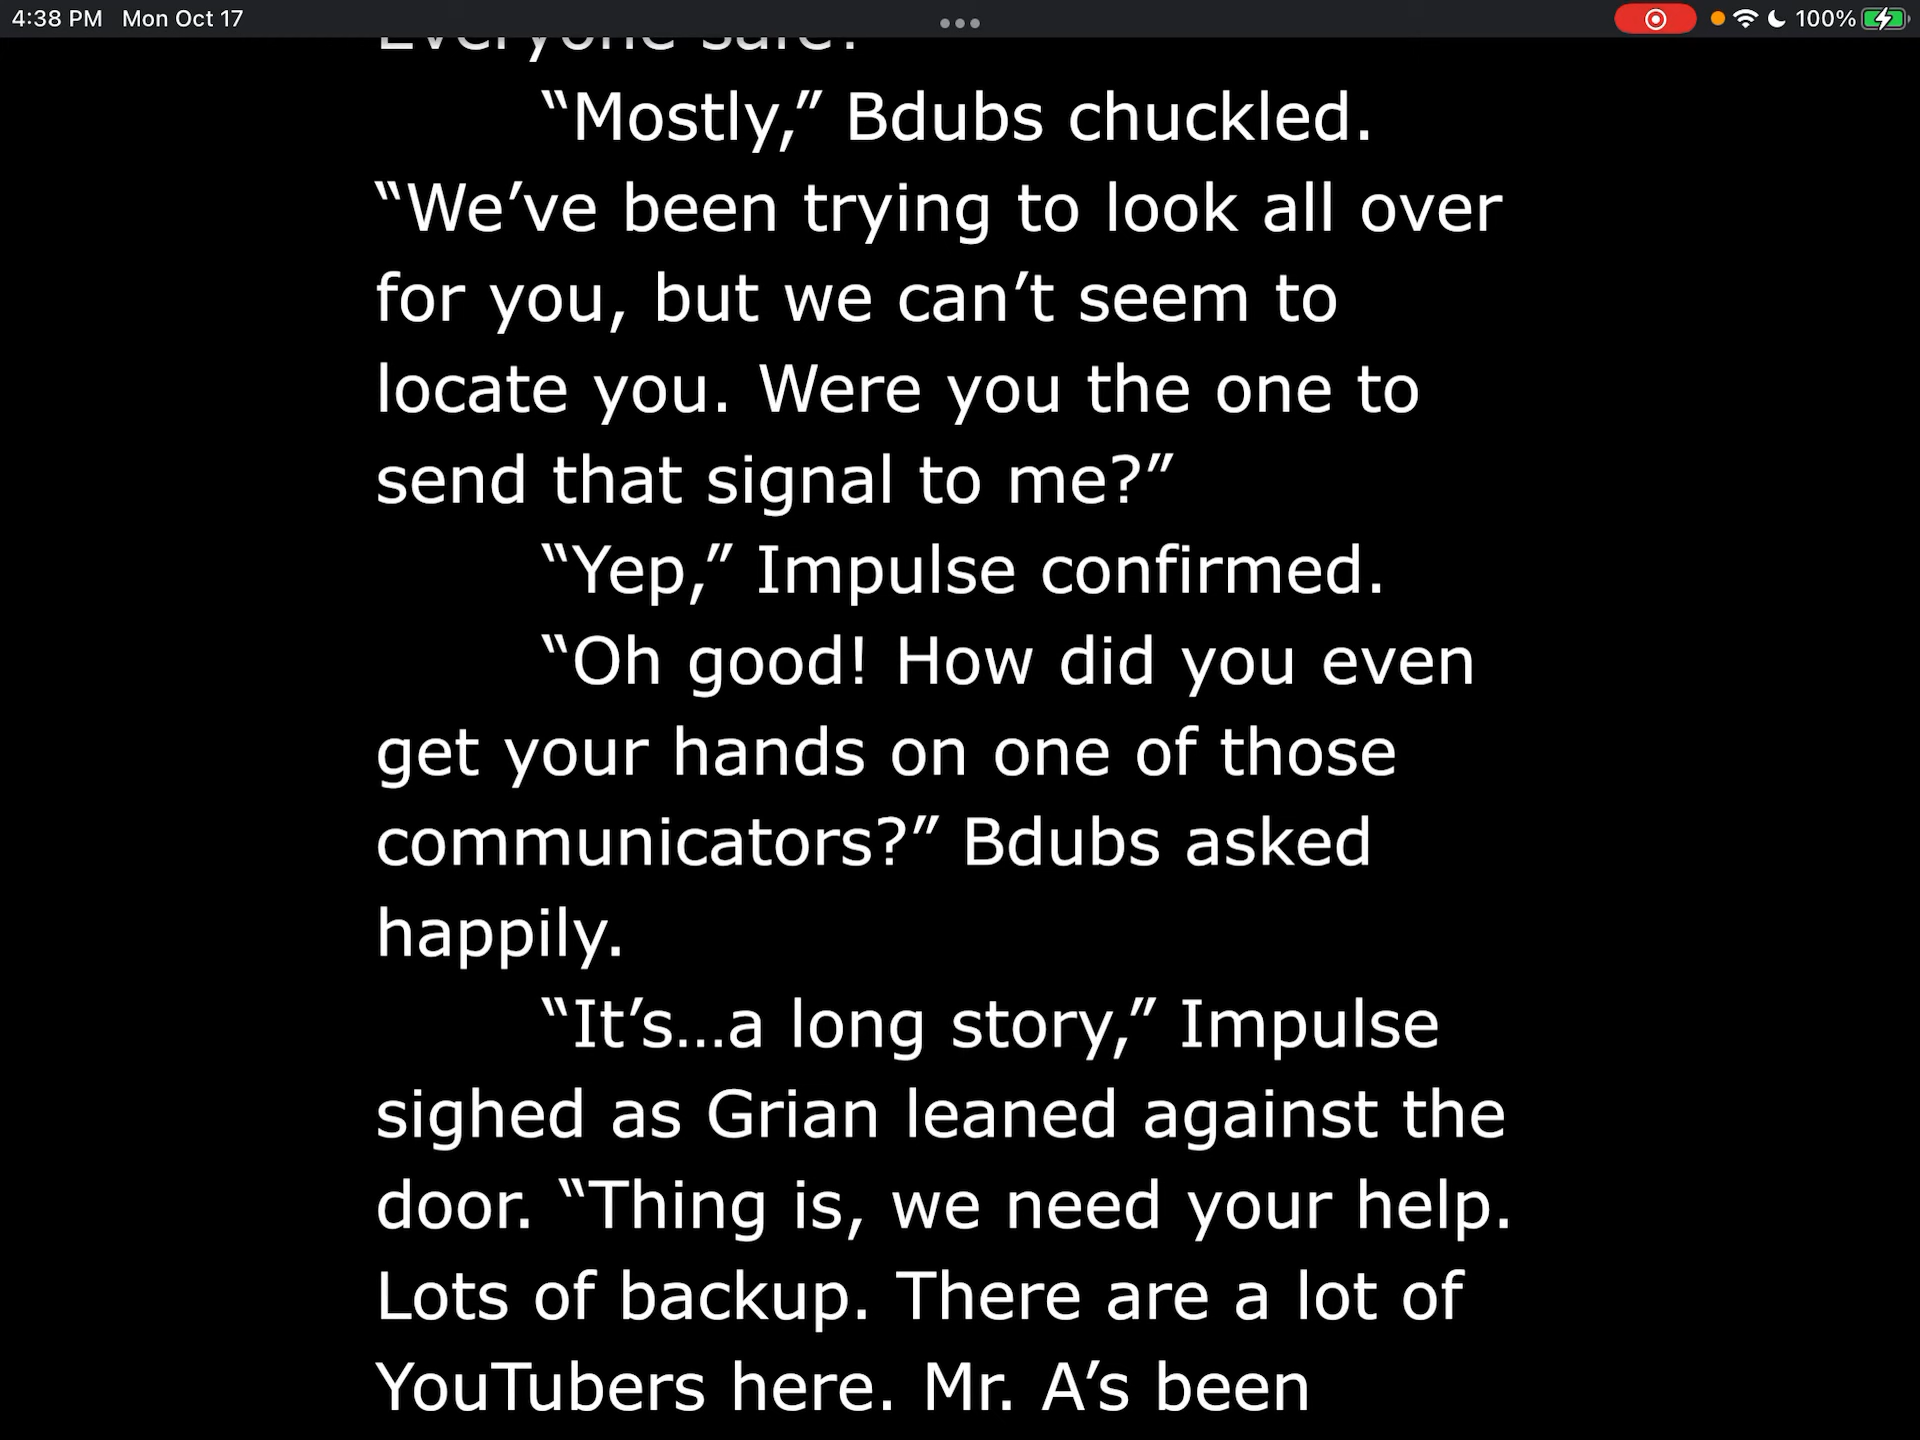 4:38 PM Mon Oct 17
100%
Everyone safe?
“Mostly,” Bdubs chuckled.
“We’ve been trying to look all over
for you, but we can’t seem to
locate you. Were you the one to
send that signal to me?”
“Yep,” Impulse confirmed.
“Oh good! How did you even
get your hands on one of those
communicators?” Bdubs asked
happily.
“It’s...a long story,” Impulse
sighed as Grian leaned against the
door. “Thing is, we need your help.
Lots of backup. There are a lot of
YouTubers here. Mr. A’s been